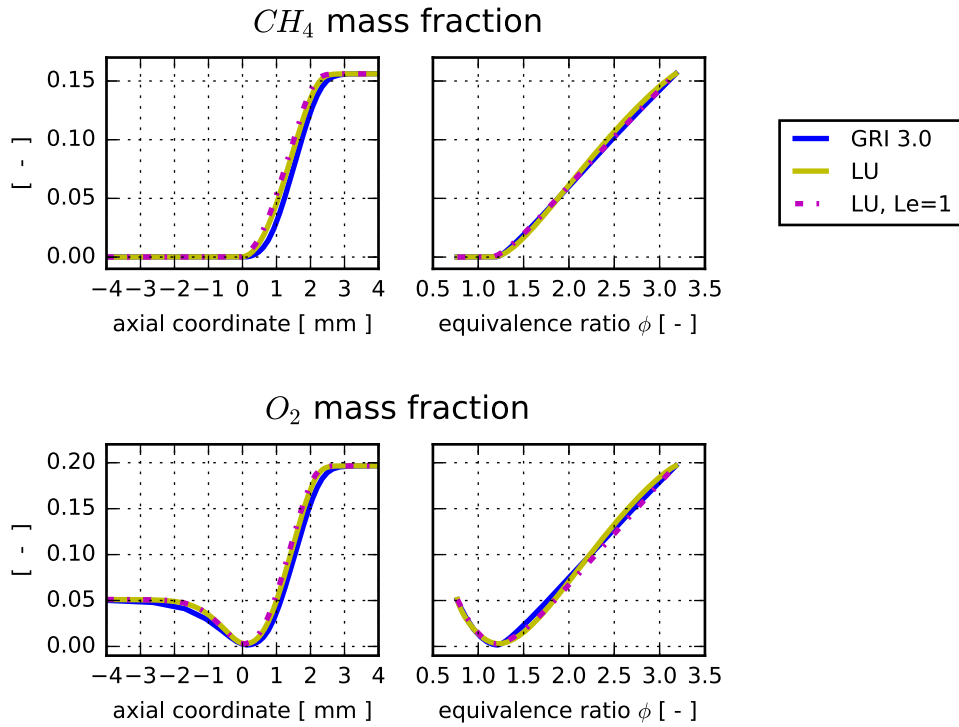 CH4 mass fraction
0.15
0.10
0.05
0.00
[ - ]
−4 −3 −2 −1 0 1 2 3 4
axial coordinate [ mm ]
0.5 1.0 1.5 2.0 2.5 3.0 3.5
equivalence ratio ϕ [ - ]
GRI 3.0
LU
LU, Le=1
O2 mass fraction
0.20
0.15
0.10
0.05
0.00
[ - ]
−4 −3 −2 −1 0 1 2 3 4
axial coordinate [ mm ]
0.5 1.0 1.5 2.0 2.5 3.0 3.5
equivalence ratio ϕ [ - ]